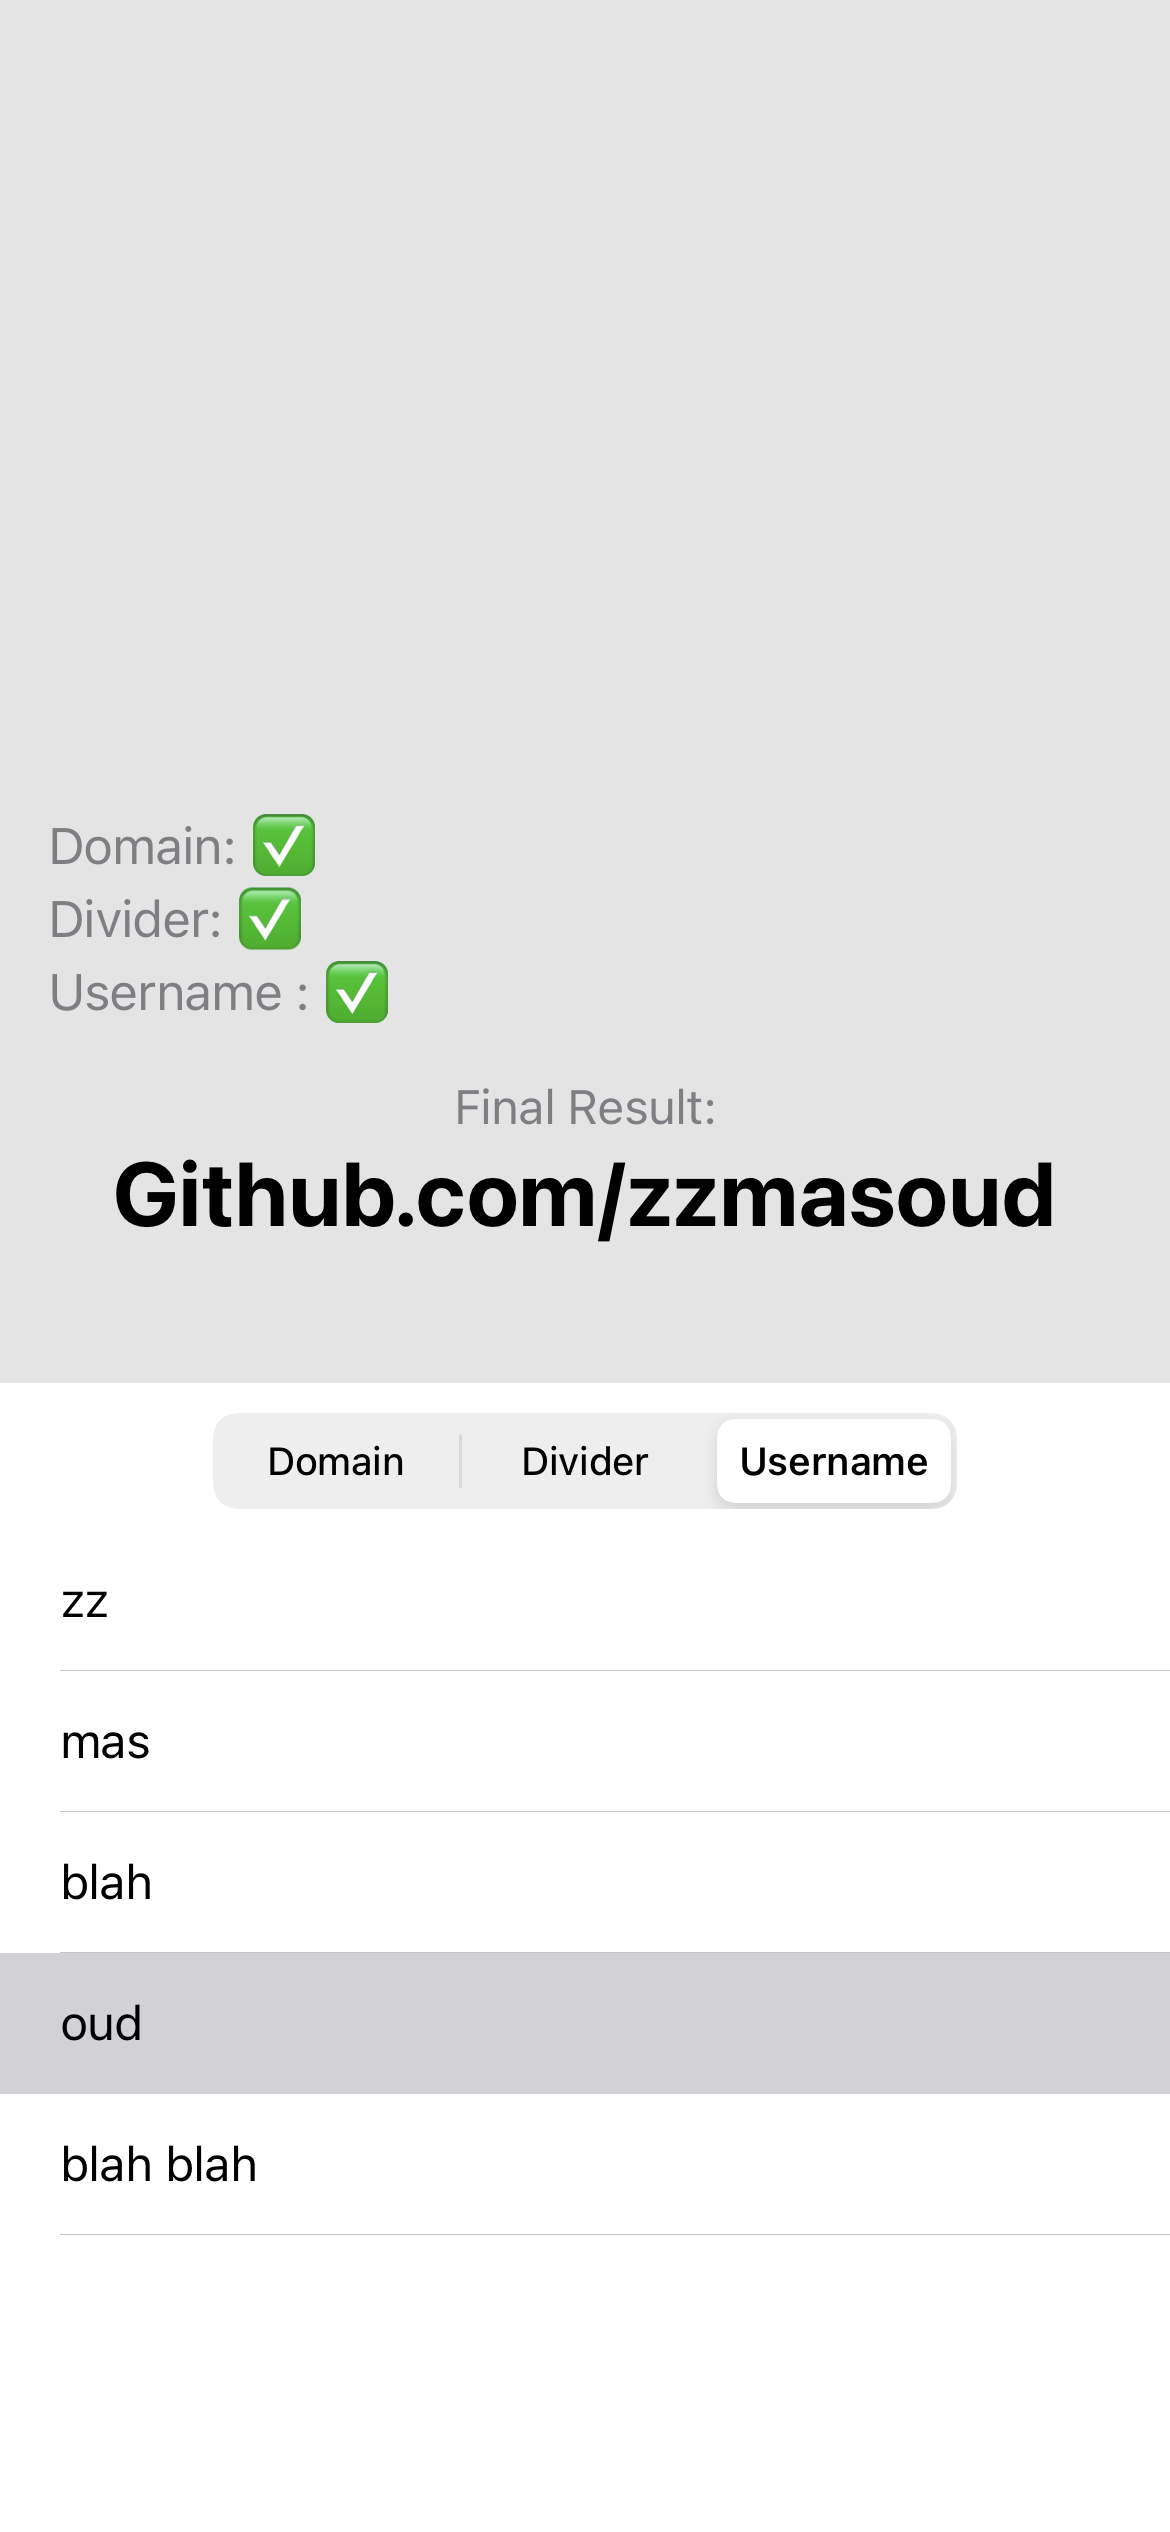 Domain: ✅
Divider: ✅
Username : ✅
Final Result:
Github.com/zzmasoud
Domain Divider Username
zz
mas
blah
oud
blah blah